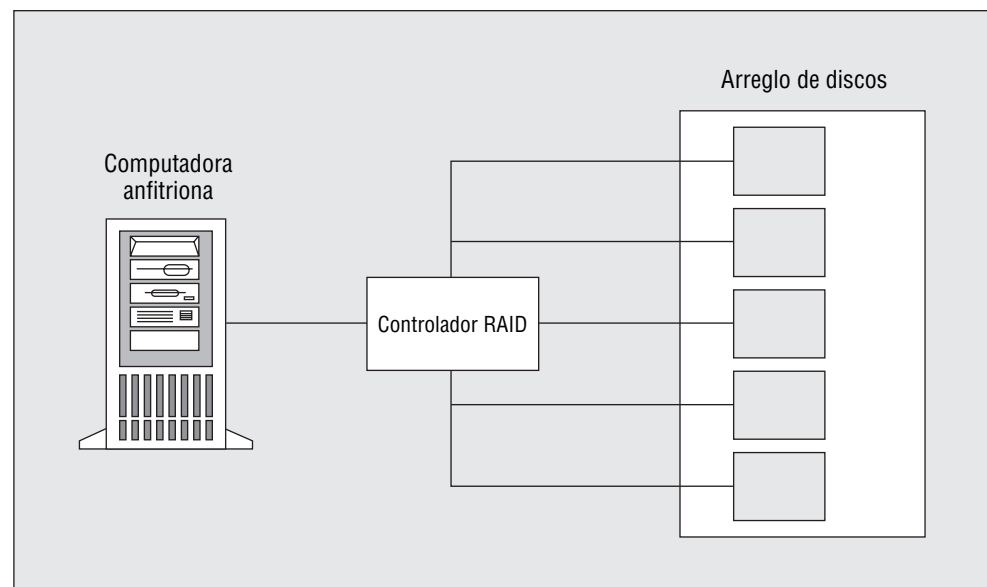 Arreglo de discos
Computadora
anfitriona
Controlador RAID